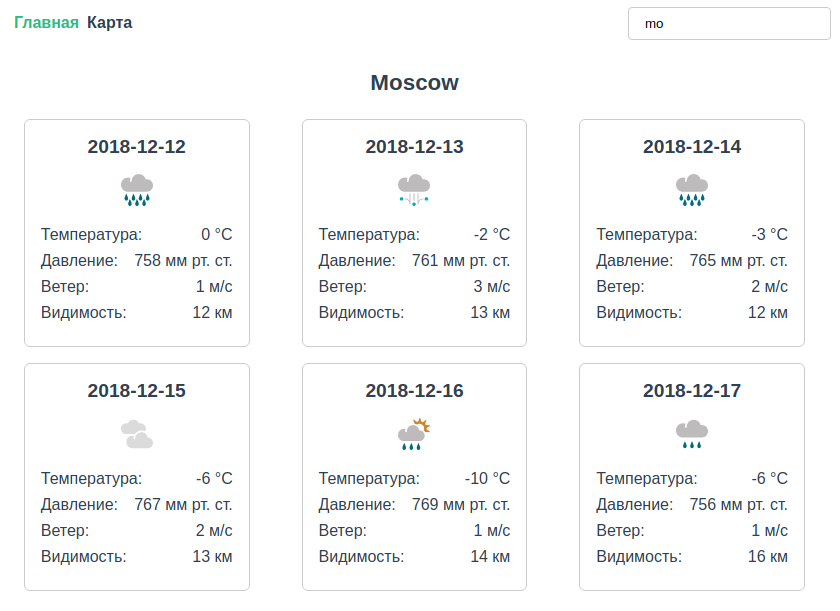 Главная Карта
mo
Moscow
2018-12-12
Температура: 0 °C
Давление: 758 мм рт. ст.
Ветер: 1 м/с
Видимость: 12 км
2018-12-13
Температура: -2 °C
Давление: 761 мм рт. ст.
Ветер: 3 м/с
Видимость: 13 км
2018-12-14
Температура: -3 °C
Давление: 765 мм рт. ст.
Ветер: 2 м/с
Видимость: 12 км
2018-12-15
Температура: -6 °C
Давление: 767 мм рт. ст.
Ветер: 2 м/с
Видимость: 13 км
2018-12-16
Температура: -10 °C
Давление: 769 мм рт. ст.
Ветер: 1 м/с
Видимость: 14 км
2018-12-17
Температура: -6 °C
Давление: 756 мм рт. ст.
Ветер: 1 м/с
Видимость: 16 км